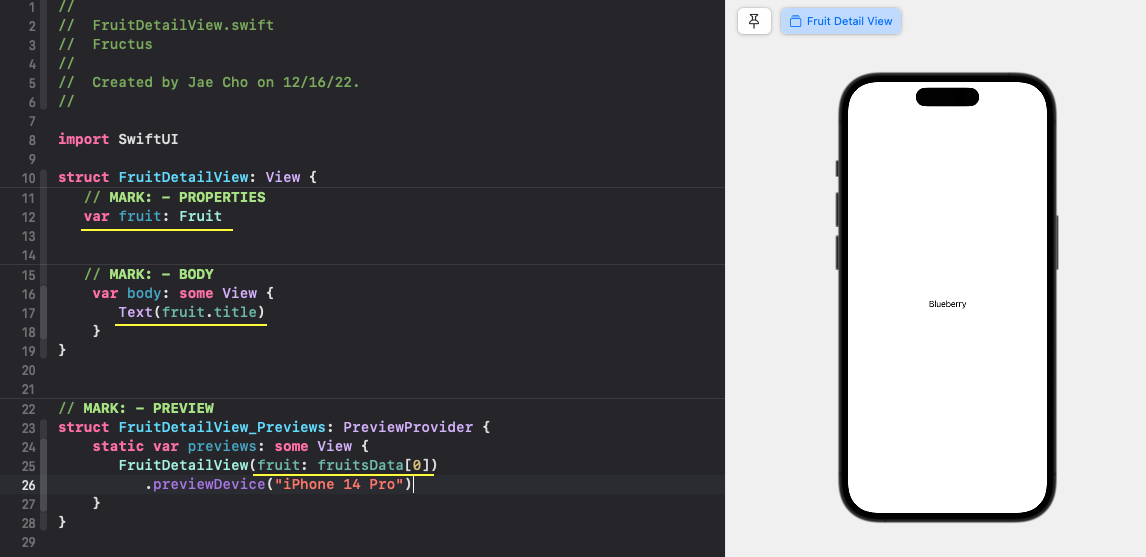 1 //
2 //  FruitDetailView.swift
3 //  Fructus
4 //
5 //  Created by Jae Cho on 12/16/22.
6 //
7
8 import SwiftUI
9
10 struct FruitDetailView: View {
11    // MARK: - PROPERTIES
12    var fruit: Fruit
13
14
15    // MARK: - BODY
16     var body: some View {
17        Text(fruit.title)
18     }
19 }
20
21
22 // MARK: - PREVIEW
23 struct FruitDetailView_Previews: PreviewProvider {
24     static var previews: some View {
25        FruitDetailView(fruit: fruitsData[0])
26           .previewDevice("iPhone 14 Pro")
27     }
28 }
29
Fruit Detail View
Blueberry